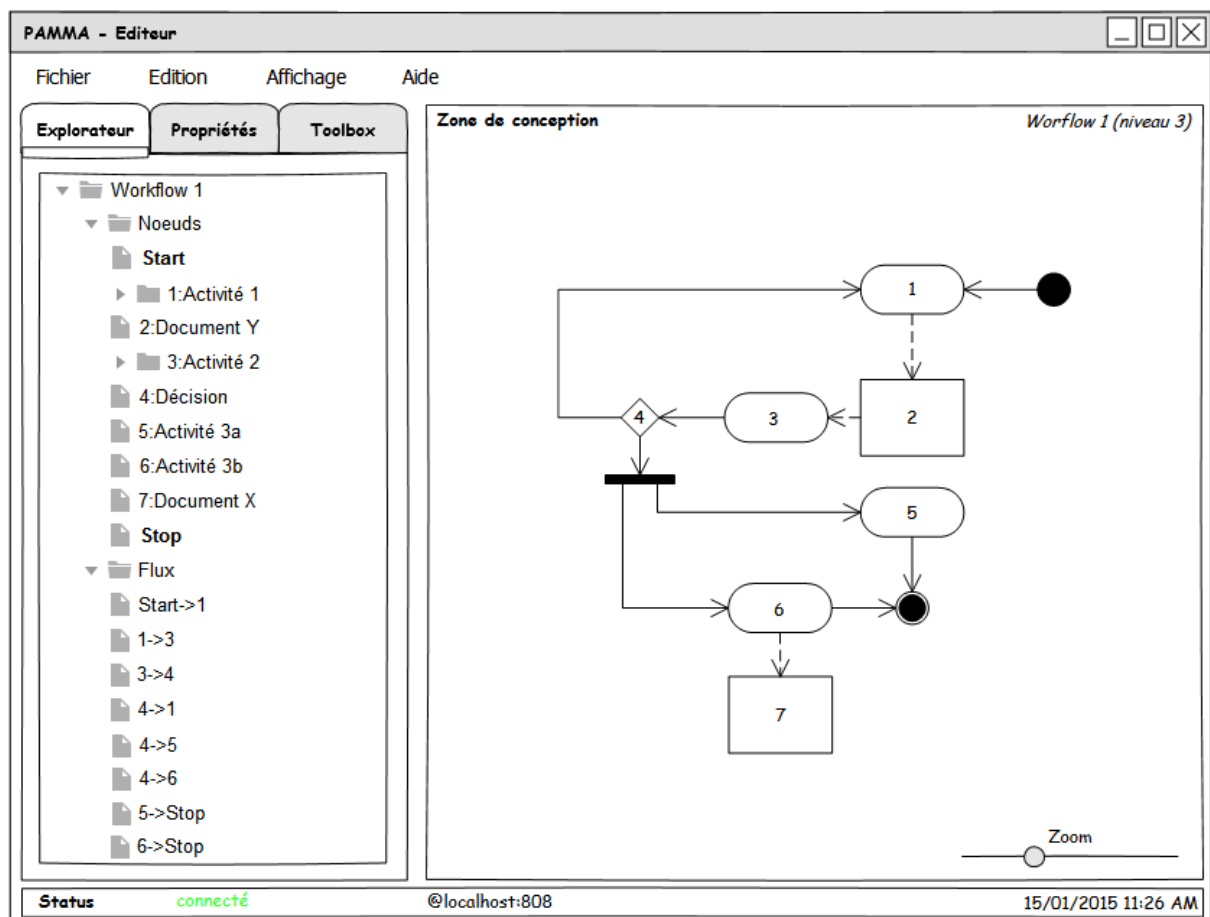 PAMMA - Editeur
Fichier Edition Affichage Aide
Explorateur Propriétés Toolbox
Workflow 1
Noeuds
Start
1:Activité 1
2:Document Y
3:Activité 2
4:Décision
5:Activité 3a
6:Activité 3b
7:Document X
Stop
Flux
Start->1
1->3
3->4
4->1
4->5
4->6
5->Stop
6->Stop
Zone de conception
Worflow 1 (niveau 3)
1
4
3
2
5
6
7
Zoom
Status connecté @localhost:808 15/01/2015 11:26 AM